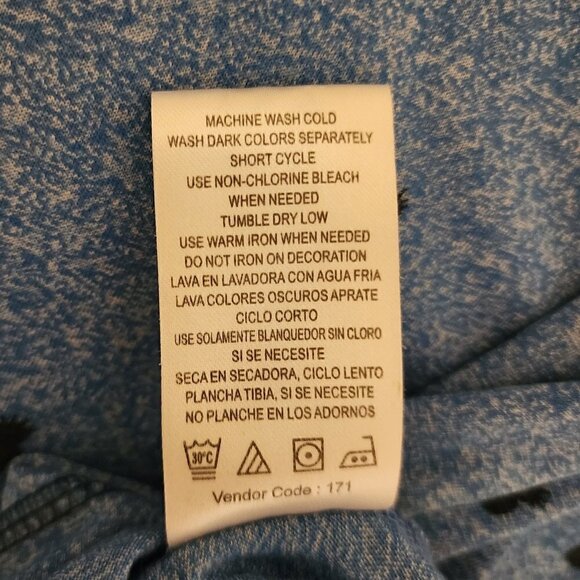 MACHINE WASH COLD
WASH DARK COLORS SEPARATELY
SHORT CYCLE
USE NON-CHLORINE BLEACH
WHEN NEEDED
TUMBLE DRY LOW
USE WARM IRON WHEN NEEDED
DO NOT IRON ON DECORATION
LAVA EN LAVADORA CON AGUA FRIA
LAVA COLORES OSCUROS APRATE
CICLO CORTO
USE SOLAMENTE BLANQUEDOR SIN CLORO
SI SE NECESITE
SECA EN SECADORA, CICLO LENTO
PLANCHA TIBIA, SI SE NECESITE
NO PLANCHE EN LOS ADORNOS
30°C
Vendor Code : 171